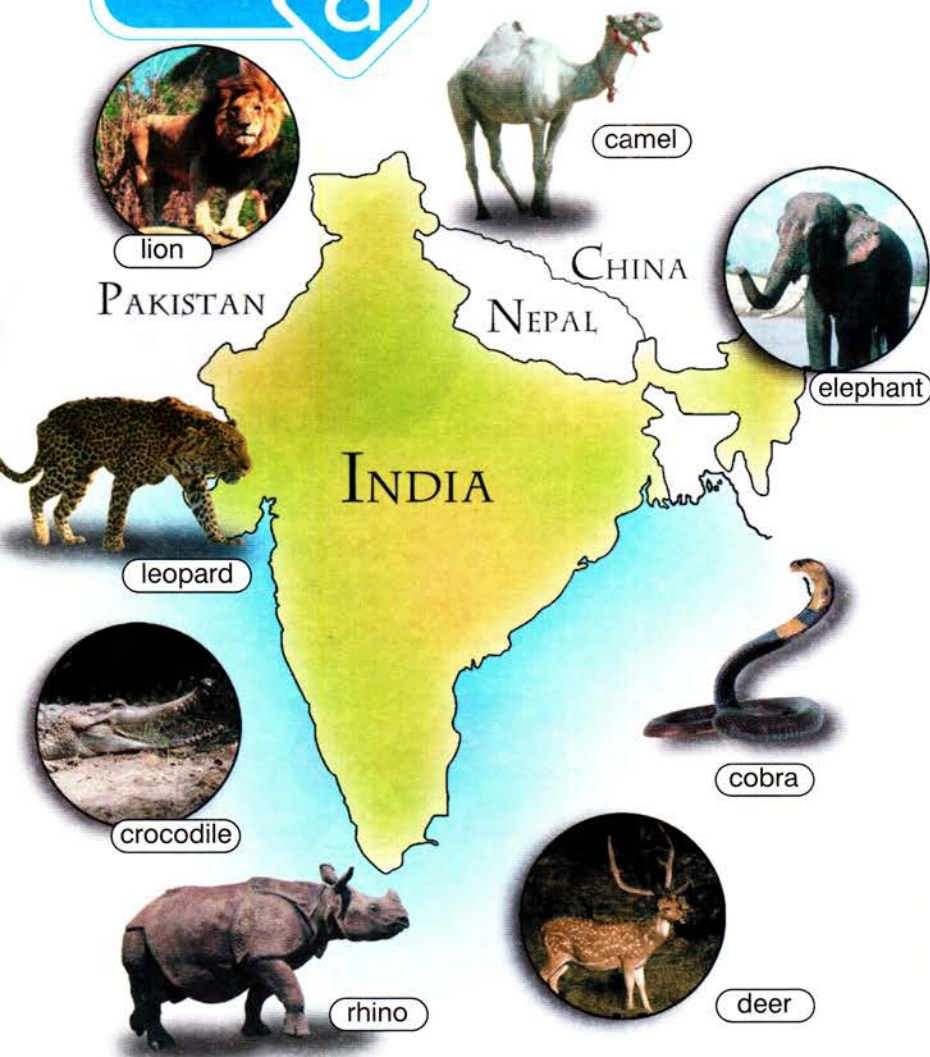 a
camel
lion
CHINA
PAKISTAN
NEPAL
elephant
INDIA
leopard
cobra
crocodile
deer
rhino